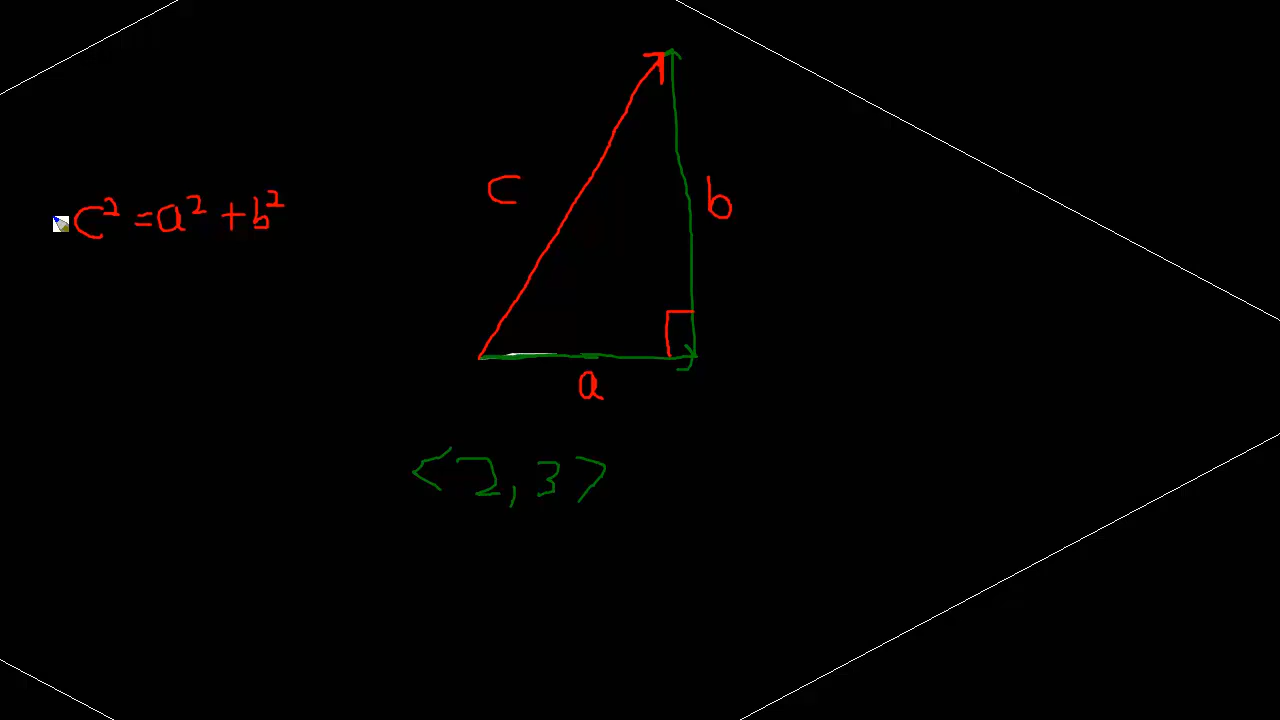 c
c² = a² + b²
b
a
<2, 3>